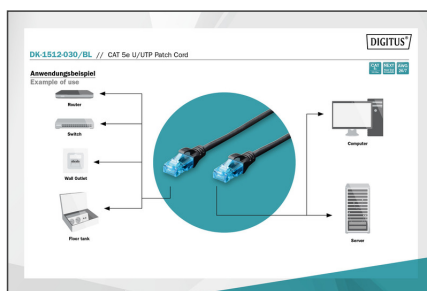 DIGITUS®
DK-1512-030/BL // CAT 5e U/UTP Patch Cord
Anwendungsbeispiel
Example of use
Router
Switch
Wall Outlet
Floor tank
Computer
Server